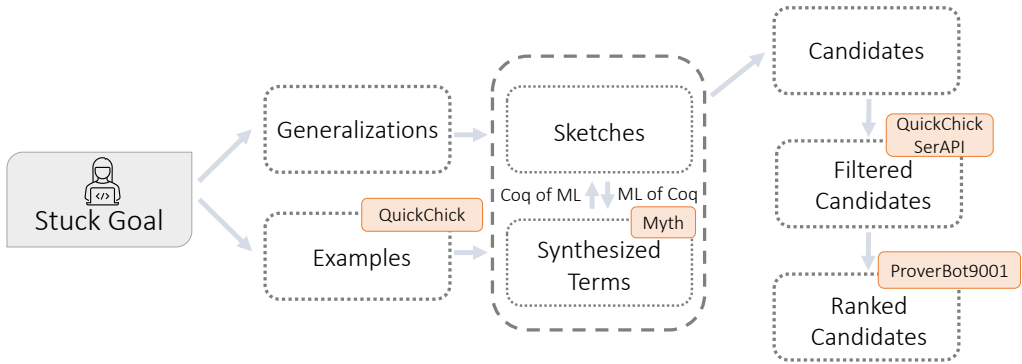 Stuck Goal
</>
Generalizations
QuickChick
Examples
Sketches
Coq of ML
ML of Coq
Myth
Synthesized
Terms
Candidates
QuickChick
SerAPI
Filtered
Candidates
ProverBot9001
Ranked
Candidates